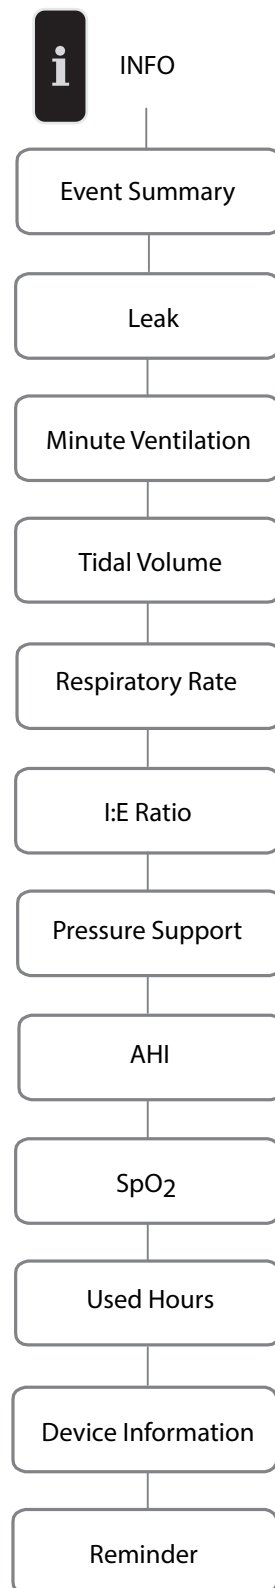 i INFO
Event Summary
Leak
Minute Ventilation
Tidal Volume
Respiratory Rate
I:E Ratio
Pressure Support
AHI
SpO2
Used Hours
Device Information
Reminder